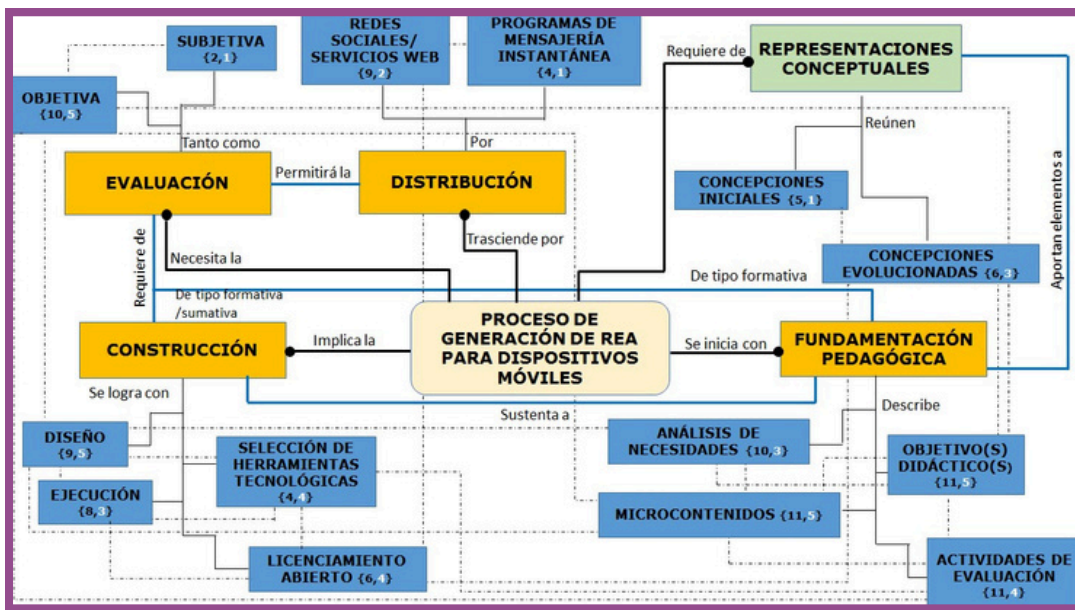 REDES
SOCIALES/
SERVICIOS WEB
{9,2}
PROGRAMAS DE
MENSAJERÍA
INSTANTÁNEA
{4,1}
SUBJETIVA
{2,1}
OBJETIVA
{10,5}
Requiere de
REPRESENTACIONES
CONCEPTUALES
Tanto como
Por
Reúnen
EVALUACIÓN
Permitirá la
DISTRIBUCIÓN
CONCEPCIONES
INICIALES {5,1}
Aportan elementos a
Requiere de
Necesita la
Trasciende por
CONCEPCIONES
EVOLUCIONADAS {6,3}
De tipo formativa
De tipo formativa
/sumativa
CONSTRUCCIÓN
Implica la
PROCESO DE
GENERACIÓN DE REA
PARA DISPOSITIVOS
MÓVILES
Se inicia con
FUNDAMENTACIÓN
PEDAGÓGICA
Se logra con
Sustenta a
Describe
DISEÑO
{9,5}
SELECCIÓN DE
HERRAMIENTAS
TECNOLÓGICAS
{4,4}
ANÁLISIS DE
NECESIDADES {10,3}
OBJETIVO(S)
DIDÁCTICO(S)
{11,5}
EJECUCIÓN
{8,3}
MICROCONTENIDOS {11,5}
LICENCIAMIENTO
ABIERTO {6,4}
ACTIVIDADES DE
EVALUACIÓN
{11,4}